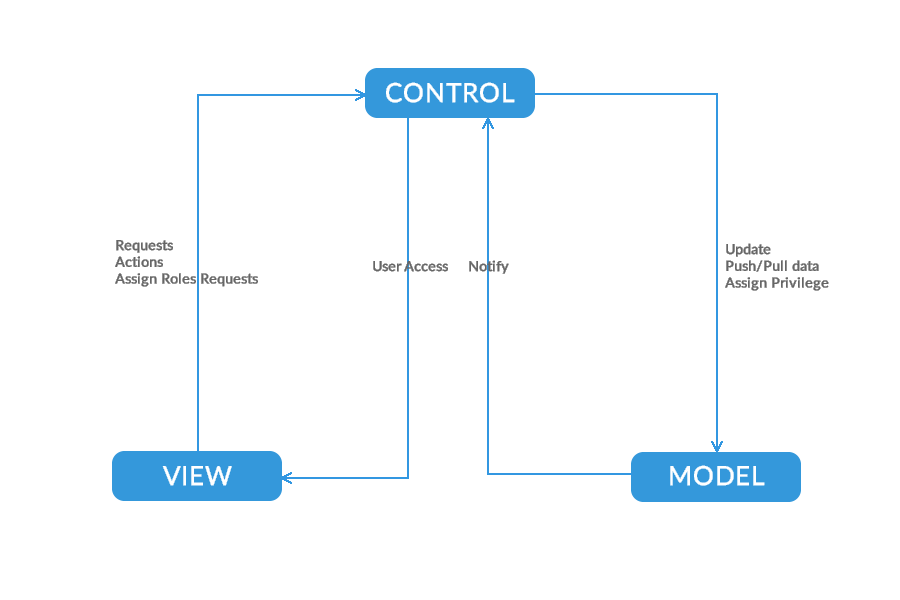 CONTROL
Requests
Actions
Assign Roles Requests
User Access
Notify
Update
Push/Pull data
Assign Privilege
VIEW
MODEL